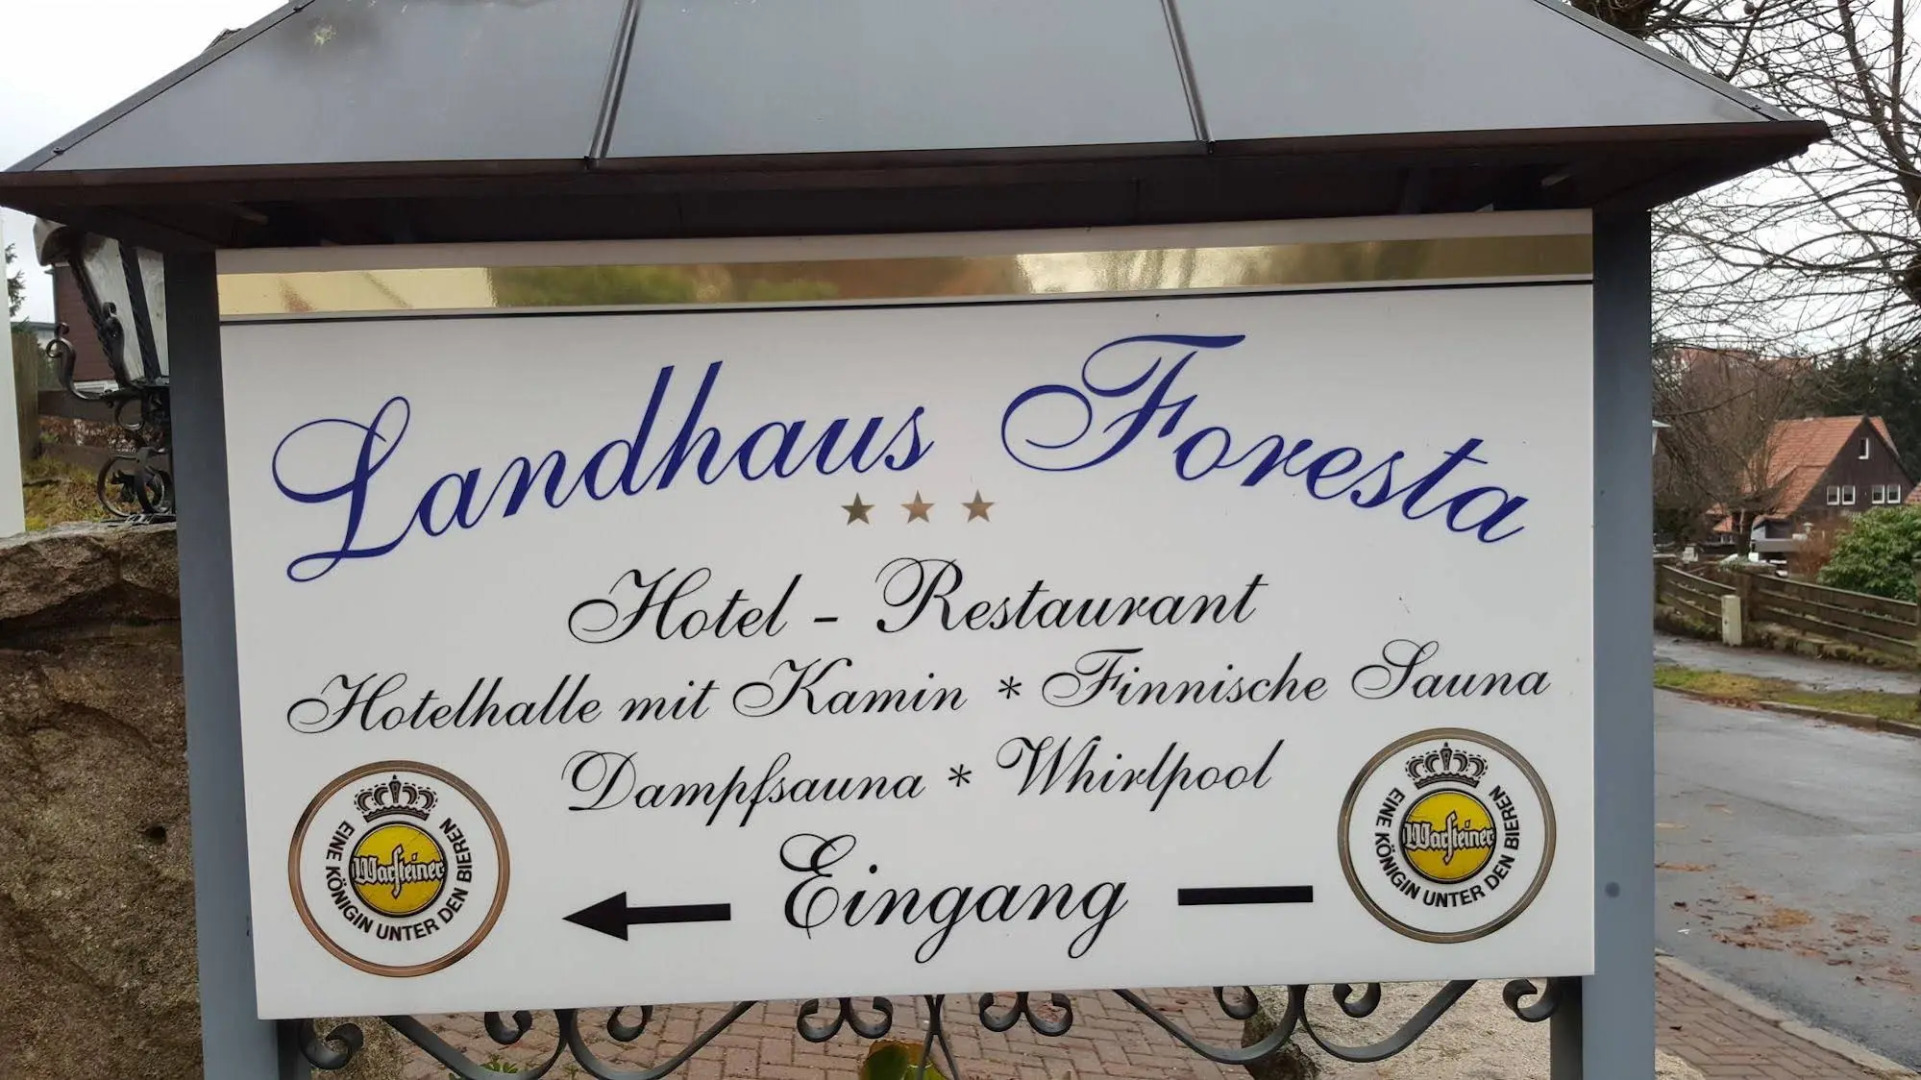 Landhaus Foresta
★ ★ ★
Hotel - Restaurant
Hotelhalle mit Kamin * Finnische Sauna
Dampfsauna * Whirlpool
Eingang
Warsteiner
EINE KÖNIGIN UNTER DEN BIEREN
Warsteiner
EINE KÖNIGIN UNTER DEN BIEREN